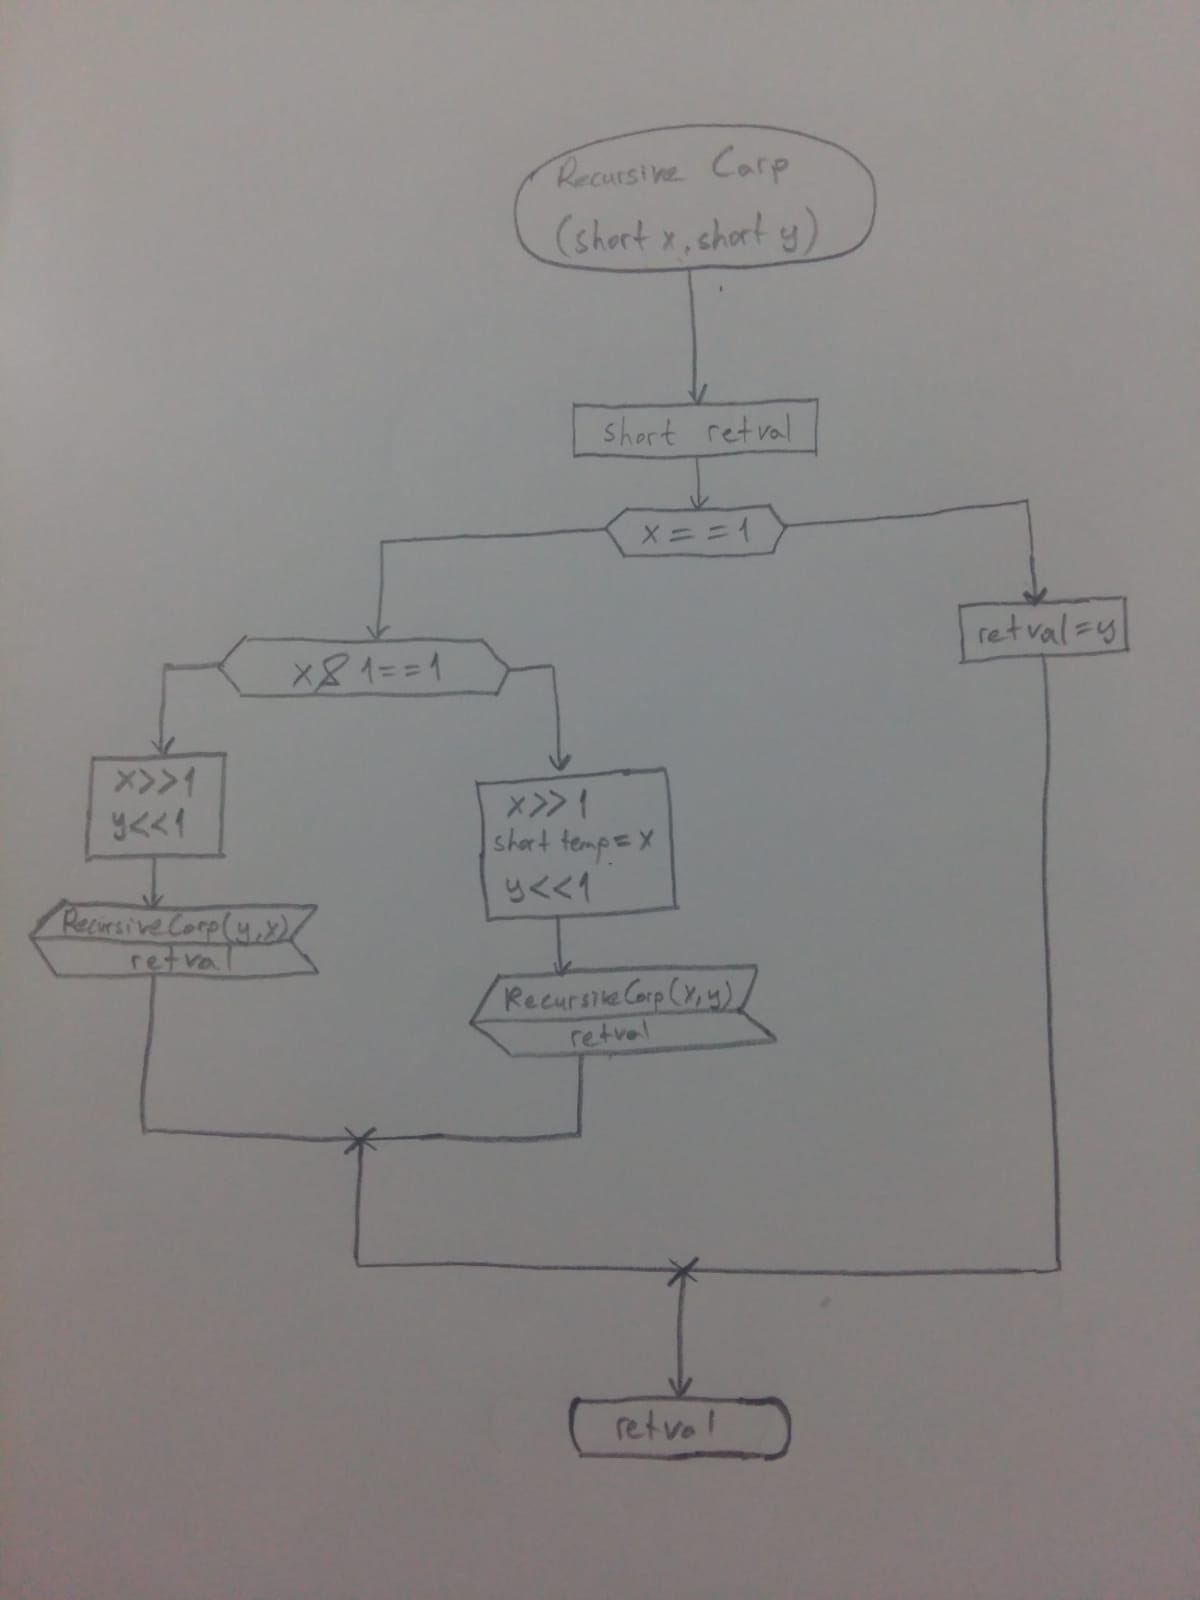 Recursive Carp
(short x, short y)
short retval
x = = 1
retval=y
x & 1==1
x>>1
y<<1
x>>1
short temp= x
y<<1
RecursiveCarp(y,x)
retval
RecursiveCarp(x,y)
retval
retval